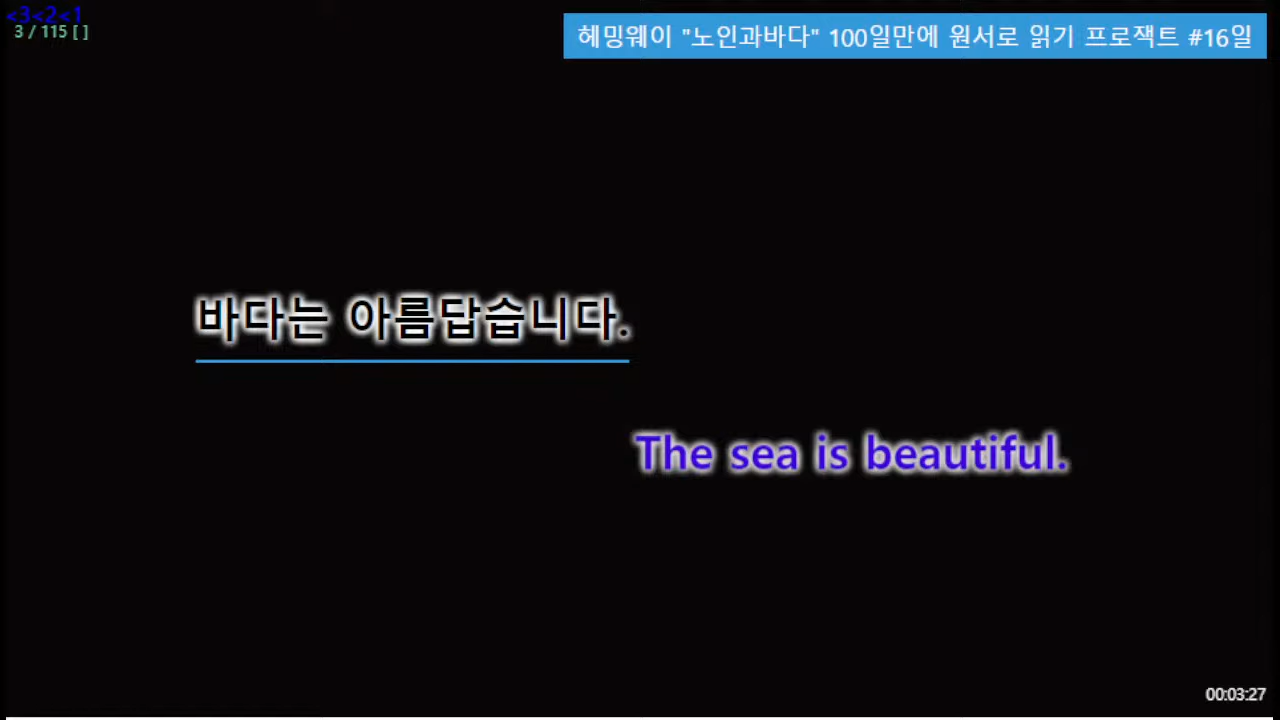 <3<2<1
3 / 115 [ ]
헤밍웨이 "노인과바다" 100일만에 원서로 읽기 프로잭트 #16일
바다는 아름답습니다.
The sea is beautiful.
00:03:27